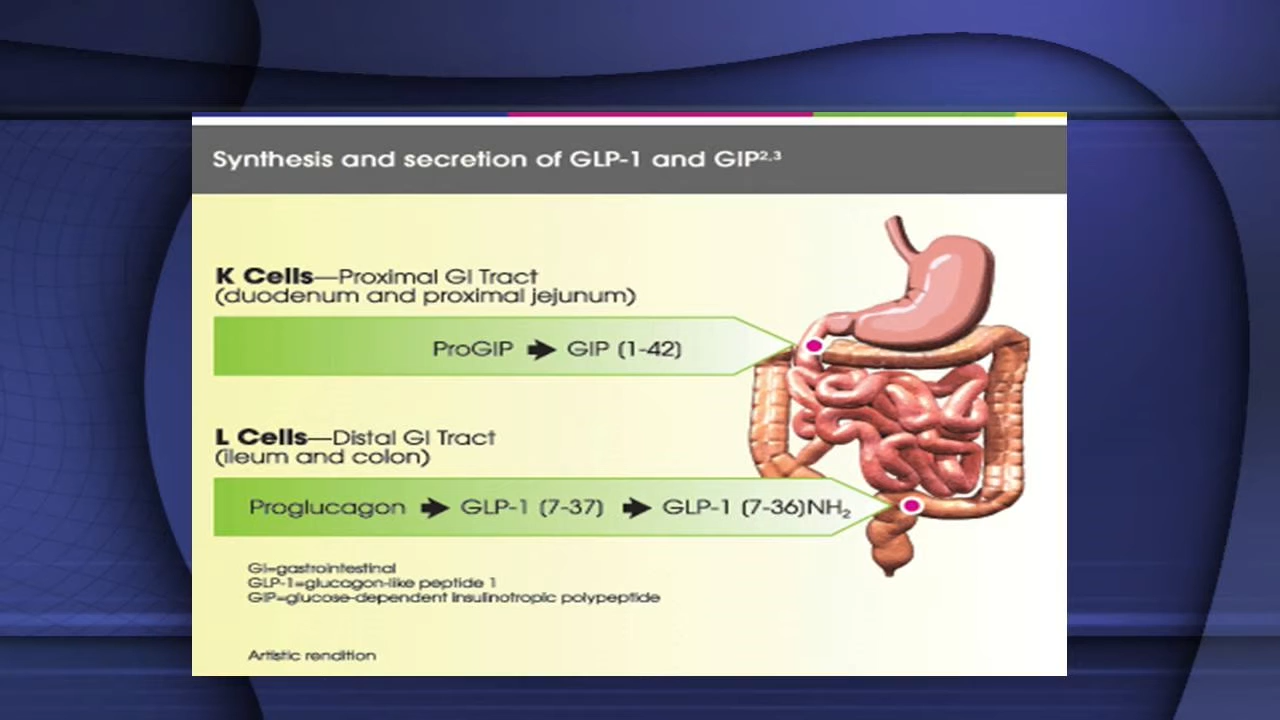 Synthesis and secretion of GLP-1 and GIP2,3
K Cells—Proximal GI Tract
(duodenum and proximal jejunum)
ProGIP ➡ GIP (1-42)
L Cells—Distal GI Tract
(ileum and colon)
Proglucagon ➡ GLP-1 (7-37) ➡ GLP-1 (7-36)NH2
GI=gastrointestinal
GLP-1=glucagon-like peptide 1
GIP=glucose-dependent insulinotropic polypeptide
Artistic rendition